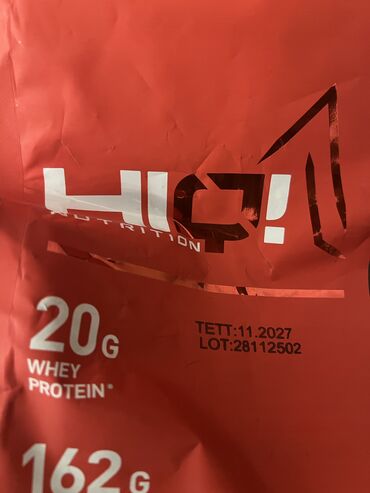 HIQ!
NUTRITION
20G
WHEY
PROTEIN*
TETT:11.2027
LOT:28112502
162G